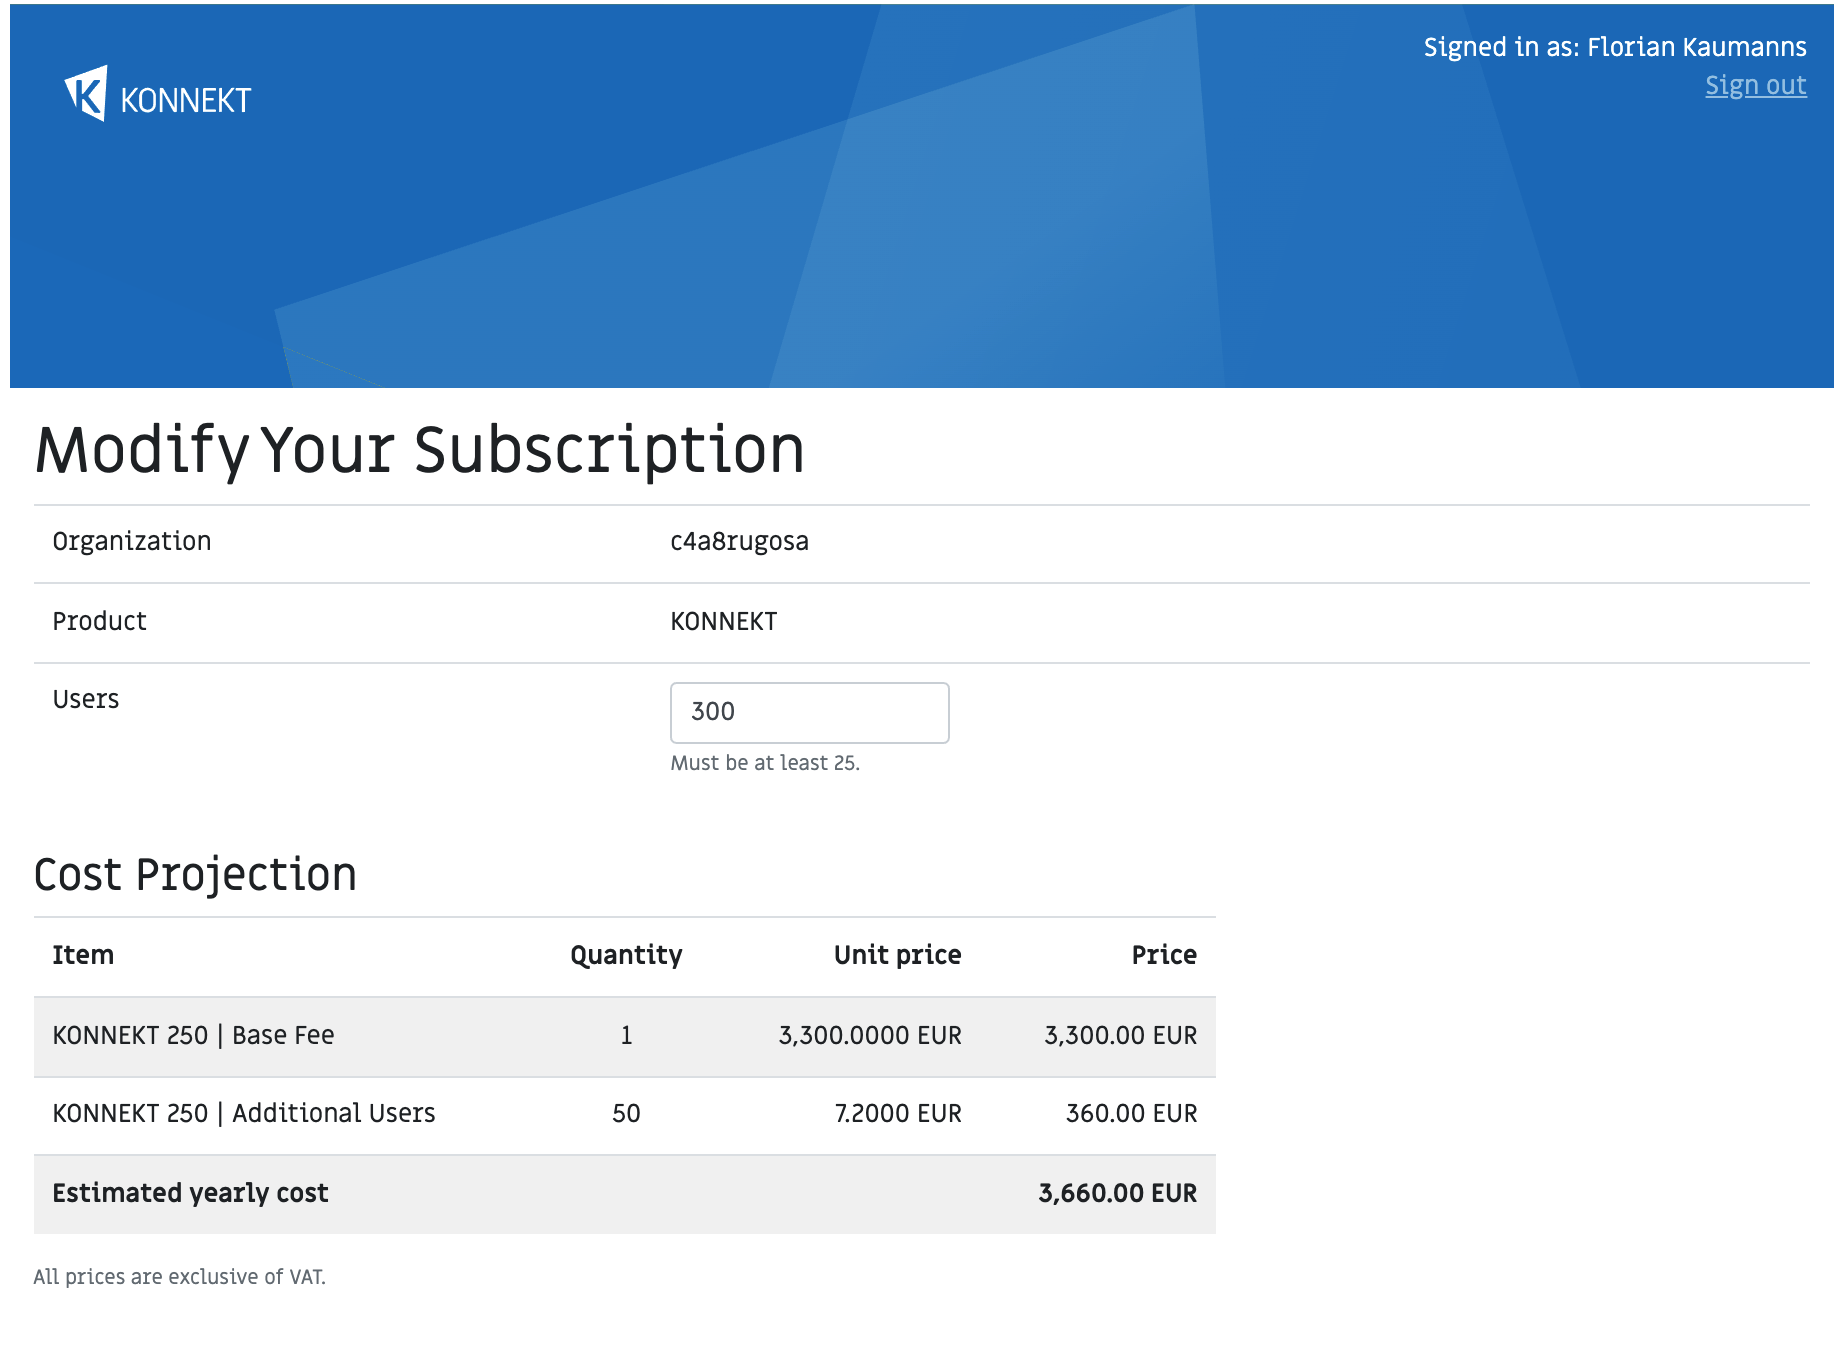 Signed in as: Florian Kaumanns
Sign out
K KONNEKT
Modify Your Subscription
Organization c4a8rugosa
Product KONNEKT
Users 300
Must be at least 25.
Cost Projection
Item Quantity Unit price Price
KONNEKT 250 | Base Fee 1 3,300.0000 EUR 3,300.00 EUR
KONNEKT 250 | Additional Users 50 7.2000 EUR 360.00 EUR
Estimated yearly cost 3,660.00 EUR
All prices are exclusive of VAT.